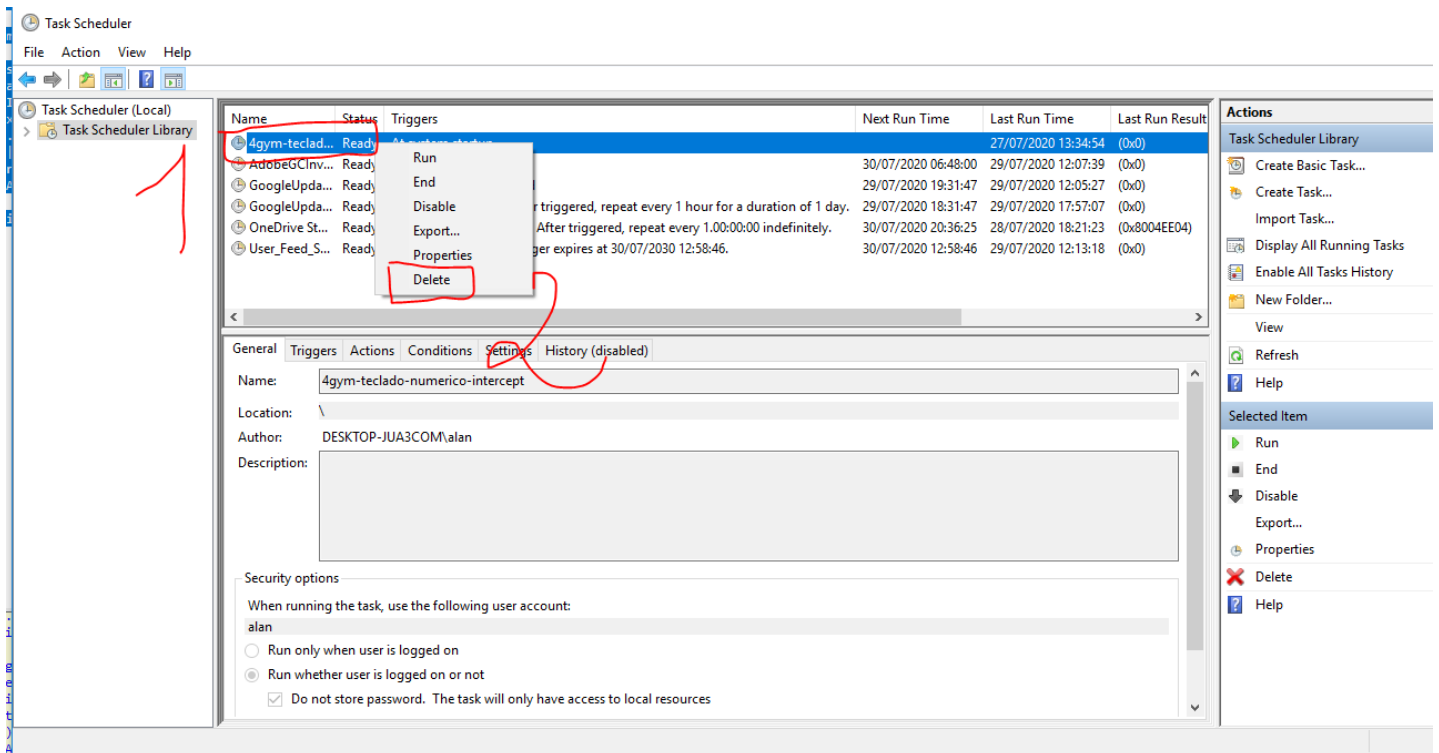 Task Scheduler
File Action View Help
Task Scheduler (Local)
Task Scheduler Library
1
Name Status Triggers Next Run Time Last Run Time Last Run Result
4gym-teclad... Ready At system startup 27/07/2020 13:34:54 (0x0)
AdobeGCInv... Ready 30/07/2020 06:48:00 29/07/2020 12:07:39 (0x0)
GoogleUpda... Ready 29/07/2020 19:31:47 29/07/2020 12:05:27 (0x0)
GoogleUpda... Ready r triggered, repeat every 1 hour for a duration of 1 day. 29/07/2020 18:31:47 29/07/2020 17:57:07 (0x0)
OneDrive St... Ready After triggered, repeat every 1.00:00:00 indefinitely. 30/07/2020 20:36:25 28/07/2020 18:21:23 (0x8004EE04)
User_Feed_S... Ready ger expires at 30/07/2030 12:58:46. 30/07/2020 12:58:46 29/07/2020 12:13:18 (0x0)
Run
End
Disable
Export...
Properties
Delete
2
General Triggers Actions Conditions Settings History (disabled)
Name: 4gym-teclado-numerico-intercept
Location: \
Author: DESKTOP-JUA3COM\alan
Description:
Security options
When running the task, use the following user account:
alan
Run only when user is logged on
Run whether user is logged on or not
Do not store password. The task will only have access to local resources
Actions
Task Scheduler Library
Create Basic Task...
Create Task...
Import Task...
Display All Running Tasks
Enable All Tasks History
New Folder...
View
Refresh
Help
Selected Item
Run
End
Disable
Export...
Properties
Delete
Help